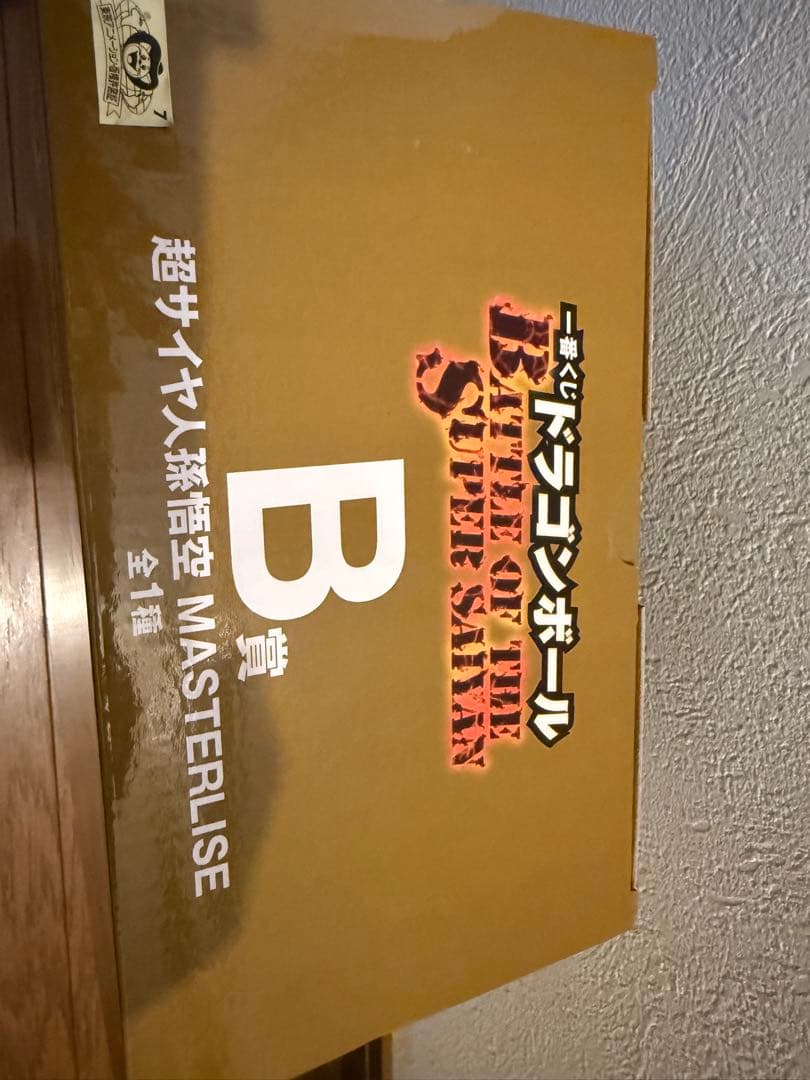 一番くじ ドラゴンボール
BATTLE OF THE
SUPER SAIYAN
B賞
超サイヤ人孫悟空 MASTERLISE
全1種
7